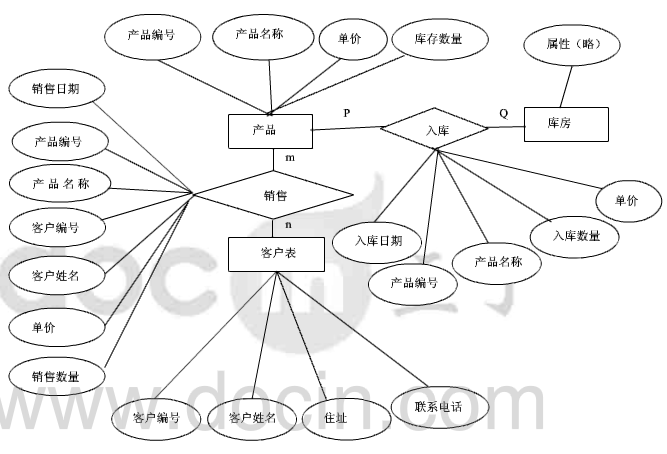 产品编号
产品名称
单价
库存数量
属性（略）
销售日期
产品编号
产品名称
客户编号
客户姓名
单价
销售数量
产品
P
入库
Q
库房
m
销售
n
客户表
入库日期
产品编号
产品名称
入库数量
单价
客户编号
客户姓名
住址
联系电话
docin 豆丁
www.docin.com